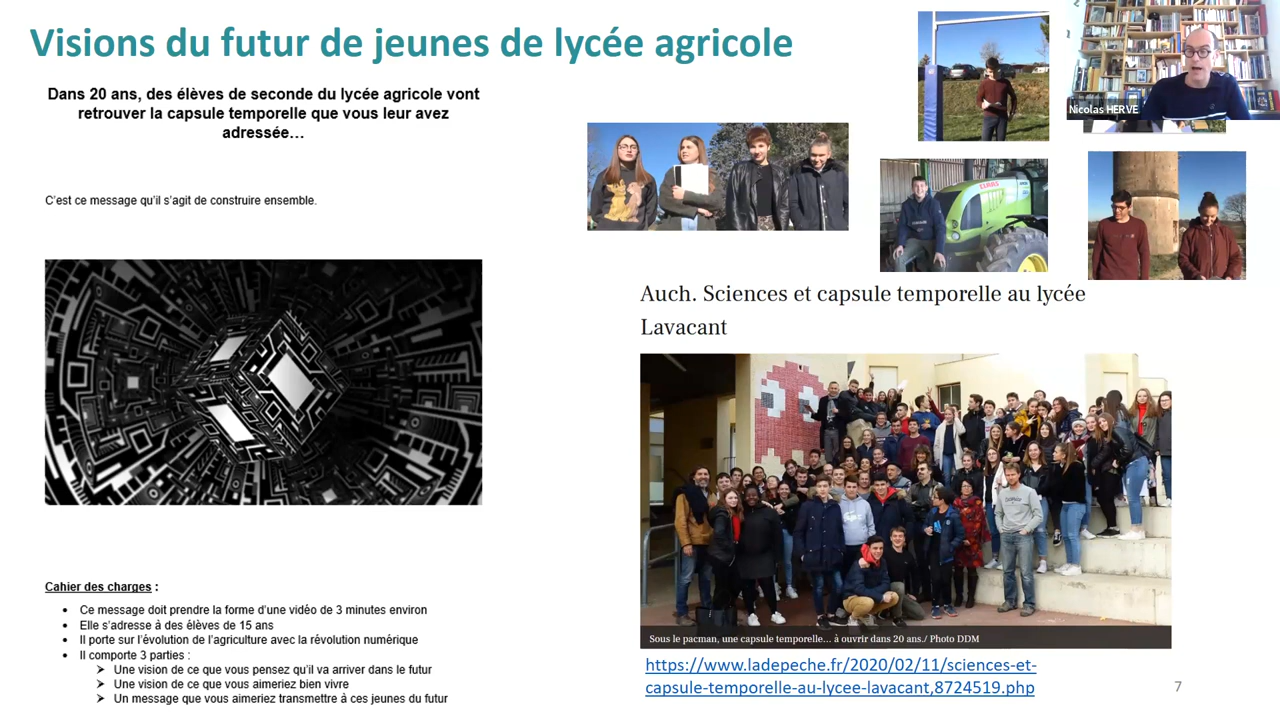 Visions du futur de jeunes de lycée agricole
Dans 20 ans, des élèves de seconde du lycée agricole vont
retrouver la capsule temporelle que vous leur avez
adressée…
C’est ce message qu’il s’agit de construire ensemble.
Cahier des charges :
Ce message doit prendre la forme d’une vidéo de 3 minutes environ
Elle s’adresse à des élèves de 15 ans
Il porte sur l’évolution de l’agriculture avec la révolution numérique
Il comporte 3 parties :
Une vision de ce que vous pensez qu’il va arriver dans le futur
Une vision de ce que vous aimeriez bien vivre
Un message que vous aimeriez transmettre à ces jeunes du futur
Nicolas HERVE
CLAAS
Auch. Sciences et capsule temporelle au lycée
Lavacant
Sous le pacman, une capsule temporelle... à ouvrir dans 20 ans./ Photo DDM
https://www.ladepeche.fr/2020/02/11/sciences-et-
capsule-temporelle-au-lycee-lavacant,8724519.php
7